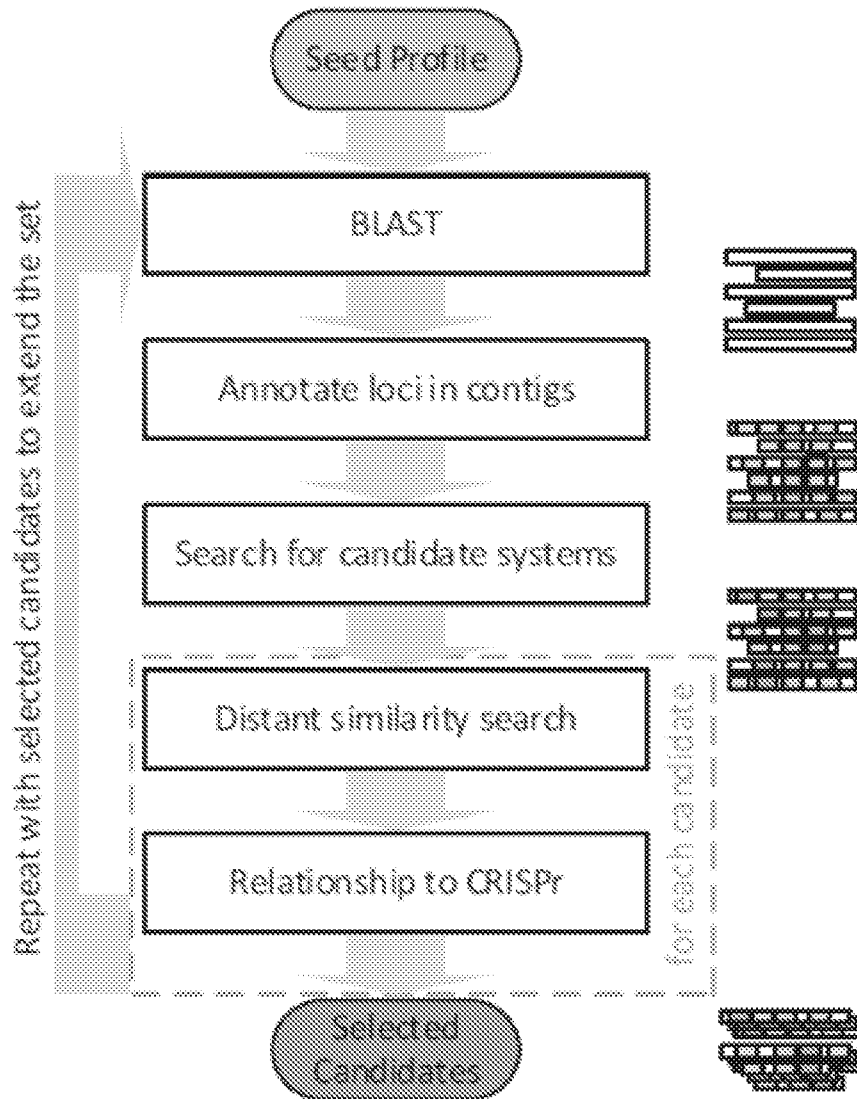 Seed Profile
BLAST
Annotate loci in contigs
Search for candidate systems
Distant similarity search
Relationship to CRISPr
for each candidate
Selected
Candidates
Repeat with selected candidates to extend the set